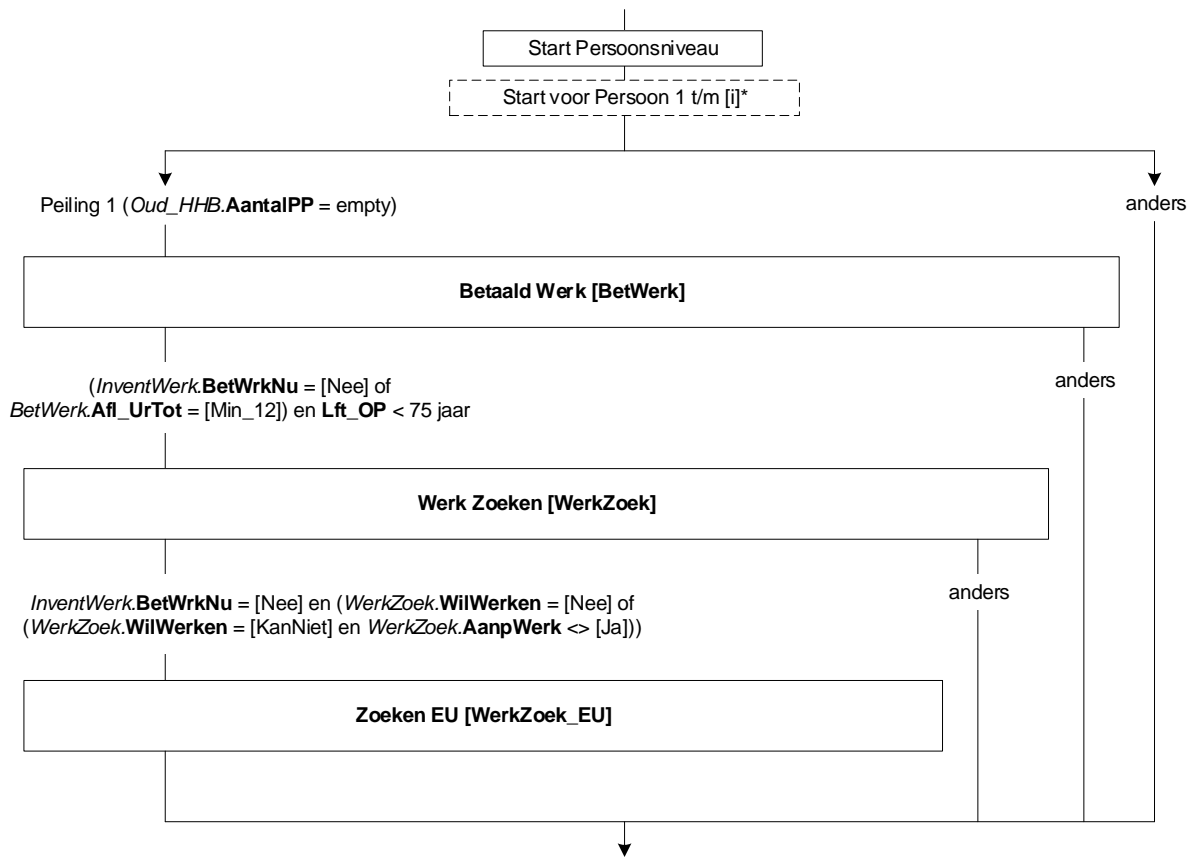 Start Persoonsniveau
Start voor Persoon 1 t/m [i]*
Peiling 1 (Oud_HHB.AantalPP = empty)
anders
Betaald Werk [BetWerk]
(InventWerk.BetWrkNu = [Nee] of
BetWerk.Afl_UrTot = [Min_12]) en Lft_OP < 75 jaar
anders
Werk Zoeken [WerkZoek]
InventWerk.BetWrkNu = [Nee] en (WerkZoek.WilWerken = [Nee] of
(WerkZoek.WilWerken = [KanNiet] en WerkZoek.AanpWerk <> [Ja]))
anders
Zoeken EU [WerkZoek_EU]